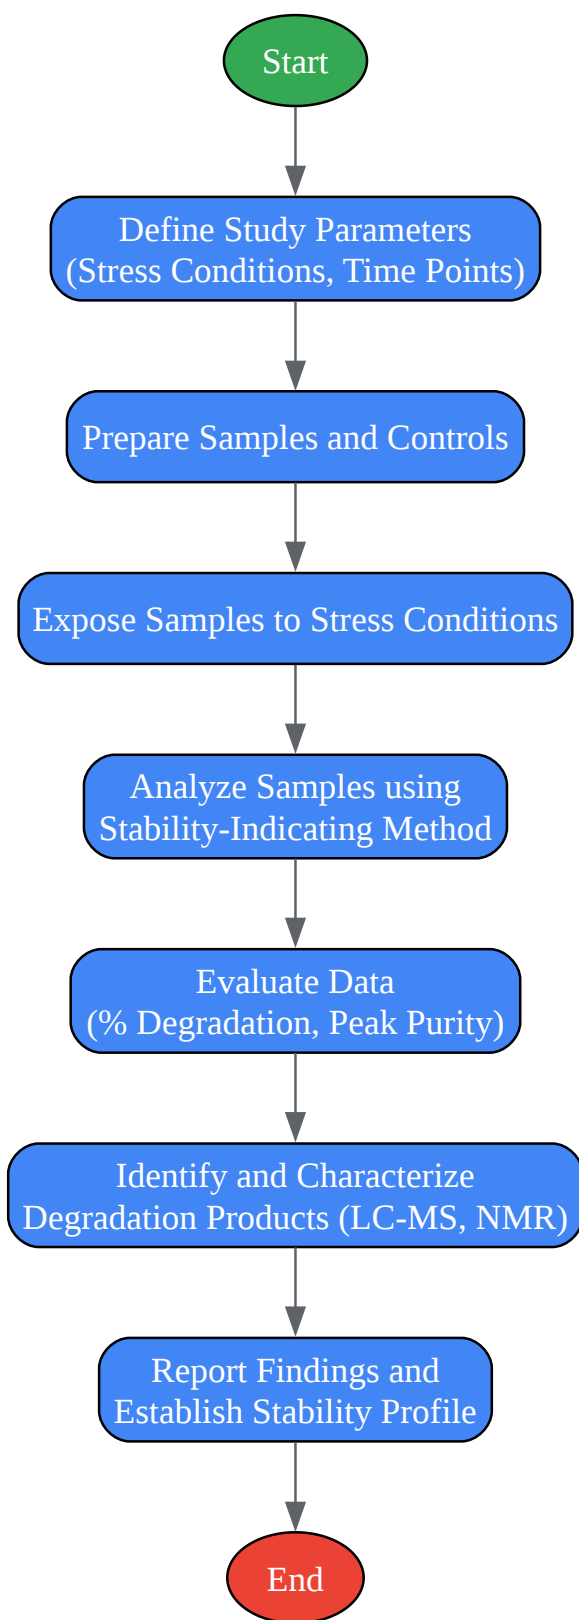 Start
Define Study Parameters
(Stress Conditions, Time Points)
Prepare Samples and Controls
Expose Samples to Stress Conditions
Analyze Samples using
Stability-Indicating Method
Evaluate Data
(% Degradation, Peak Purity)
Identify and Characterize
Degradation Products (LC-MS, NMR)
Report Findings and
Establish Stability Profile
End